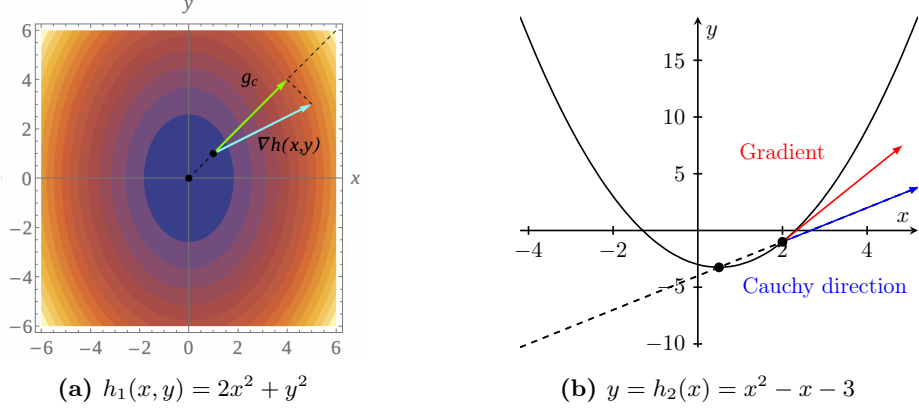 y
6
4
2
0
−2
−4
−6
−6 −4 −2 0 2 4 6
x
g_c
∇h(x,y)
(a) h₁(x, y) = 2x² + y²
y
15
10
5
−5
−10
−4 −2 2 4
x
Gradient
Cauchy direction
(b) y = h₂(x) = x² − x − 3